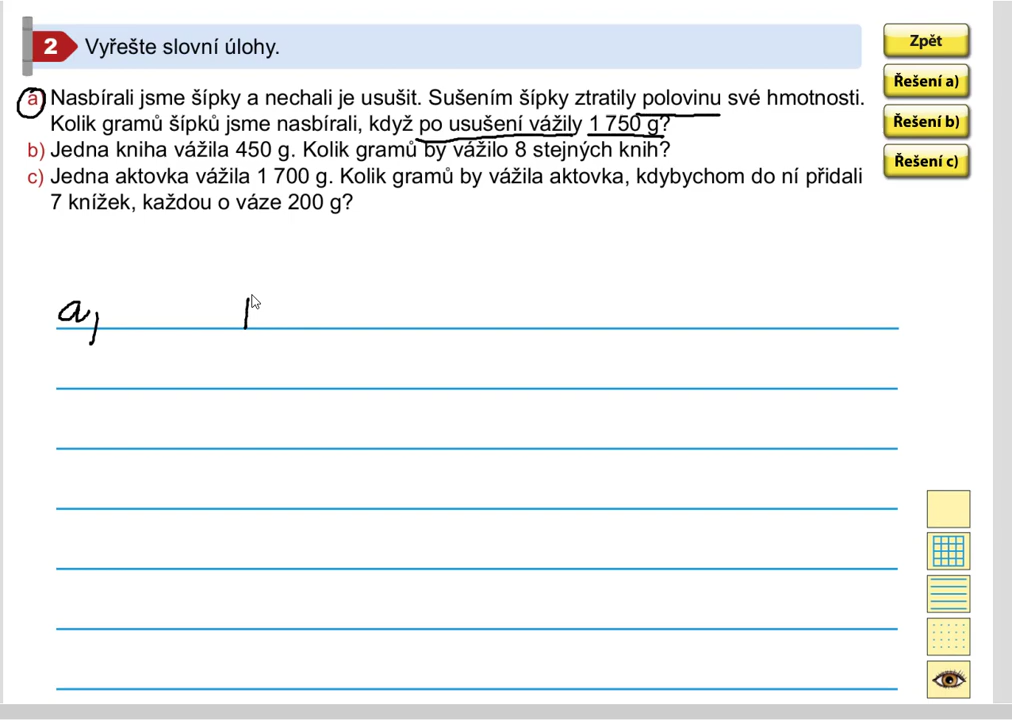 2 Vyřešte slovní úlohy.
Zpět
Řešení a)
Řešení b)
Řešení c)
a) Nasbírali jsme šípky a nechali je usušit. Sušením šípky ztratily polovinu své hmotnosti.
Kolik gramů šípků jsme nasbírali, když po usušení vážily 1 750 g?
b) Jedna kniha vážila 450 g. Kolik gramů by vážilo 8 stejných knih?
c) Jedna aktovka vážila 1 700 g. Kolik gramů by vážila aktovka, kdybychom do ní přidali
7 knížek, každou o váze 200 g?
a, 1